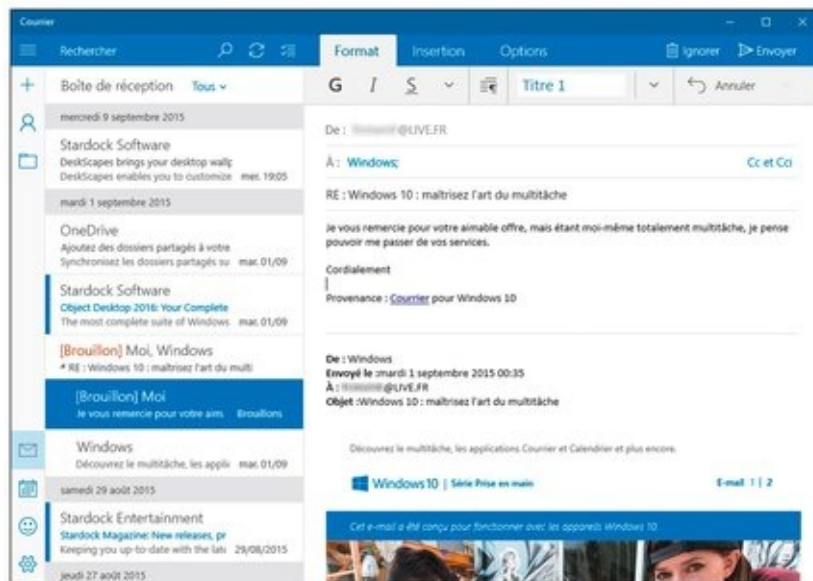 Courrier
Rechercher
Format Insertion Options Ignorer Envoyer
Boîte de réception Tous
G I S Titre 1 Annuler
mercredi 9 septembre 2015
Stardock Software
DeskScapes brings your desktop wallp
DeskScapes enables you to customize mer. 19:05
mardi 1 septembre 2015
OneDrive
Ajoutez des dossiers partagés à votre
Synchronisez les dossiers partagés su mar. 01/09
Stardock Software
Object Desktop 2016: Your Complete
The most complete suite of Windows mar. 01/09
[Brouillon] Moi, Windows
RE : Windows 10 : maîtrisez l'art du multi
[Brouillon] Moi
Je vous remercie pour votre aim. Brouillons
Windows
Découvrez le multitâche, les applic mar. 01/09
samedi 29 août 2015
Stardock Entertainment
Stardock Magazine: New releases, pr
Keeping you up-to-date with the late 29/08/2015
jeudi 27 août 2015
De : @LIVE.FR
À : Windows; Cc et Cci
RE : Windows 10 : maîtrisez l'art du multitâche
Je vous remercie pour votre aimable offre, mais étant moi-même totalement multitâche, je pense
pouvoir me passer de vos services.
Cordialement
Provenance : Courrier pour Windows 10
De : Windows
Envoyé le :mardi 1 septembre 2015 00:35
À : @LIVE.FR
Objet :Windows 10 : maîtrisez l'art du multitâche
Découvrez le multitâche, les applications Courrier et Calendrier et plus encore.
Windows 10 | Série Prise en main E-mail 1 | 2
Cet e-mail a été conçu pour fonctionner avec les appareils Windows 10.